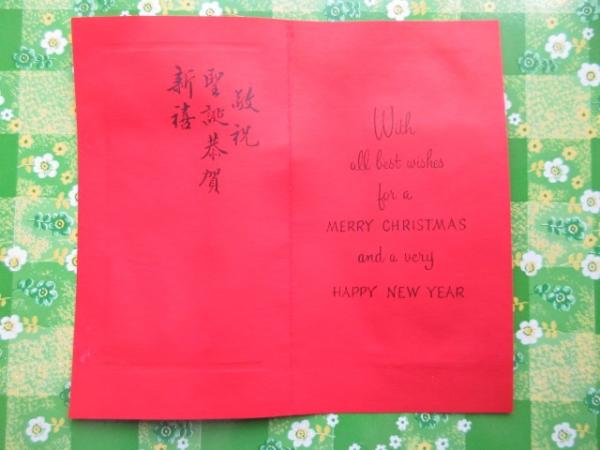 敬祝
聖誕恭賀
新禧
With
all best wishes
for a
MERRY CHRISTMAS
and a very
HAPPY NEW YEAR